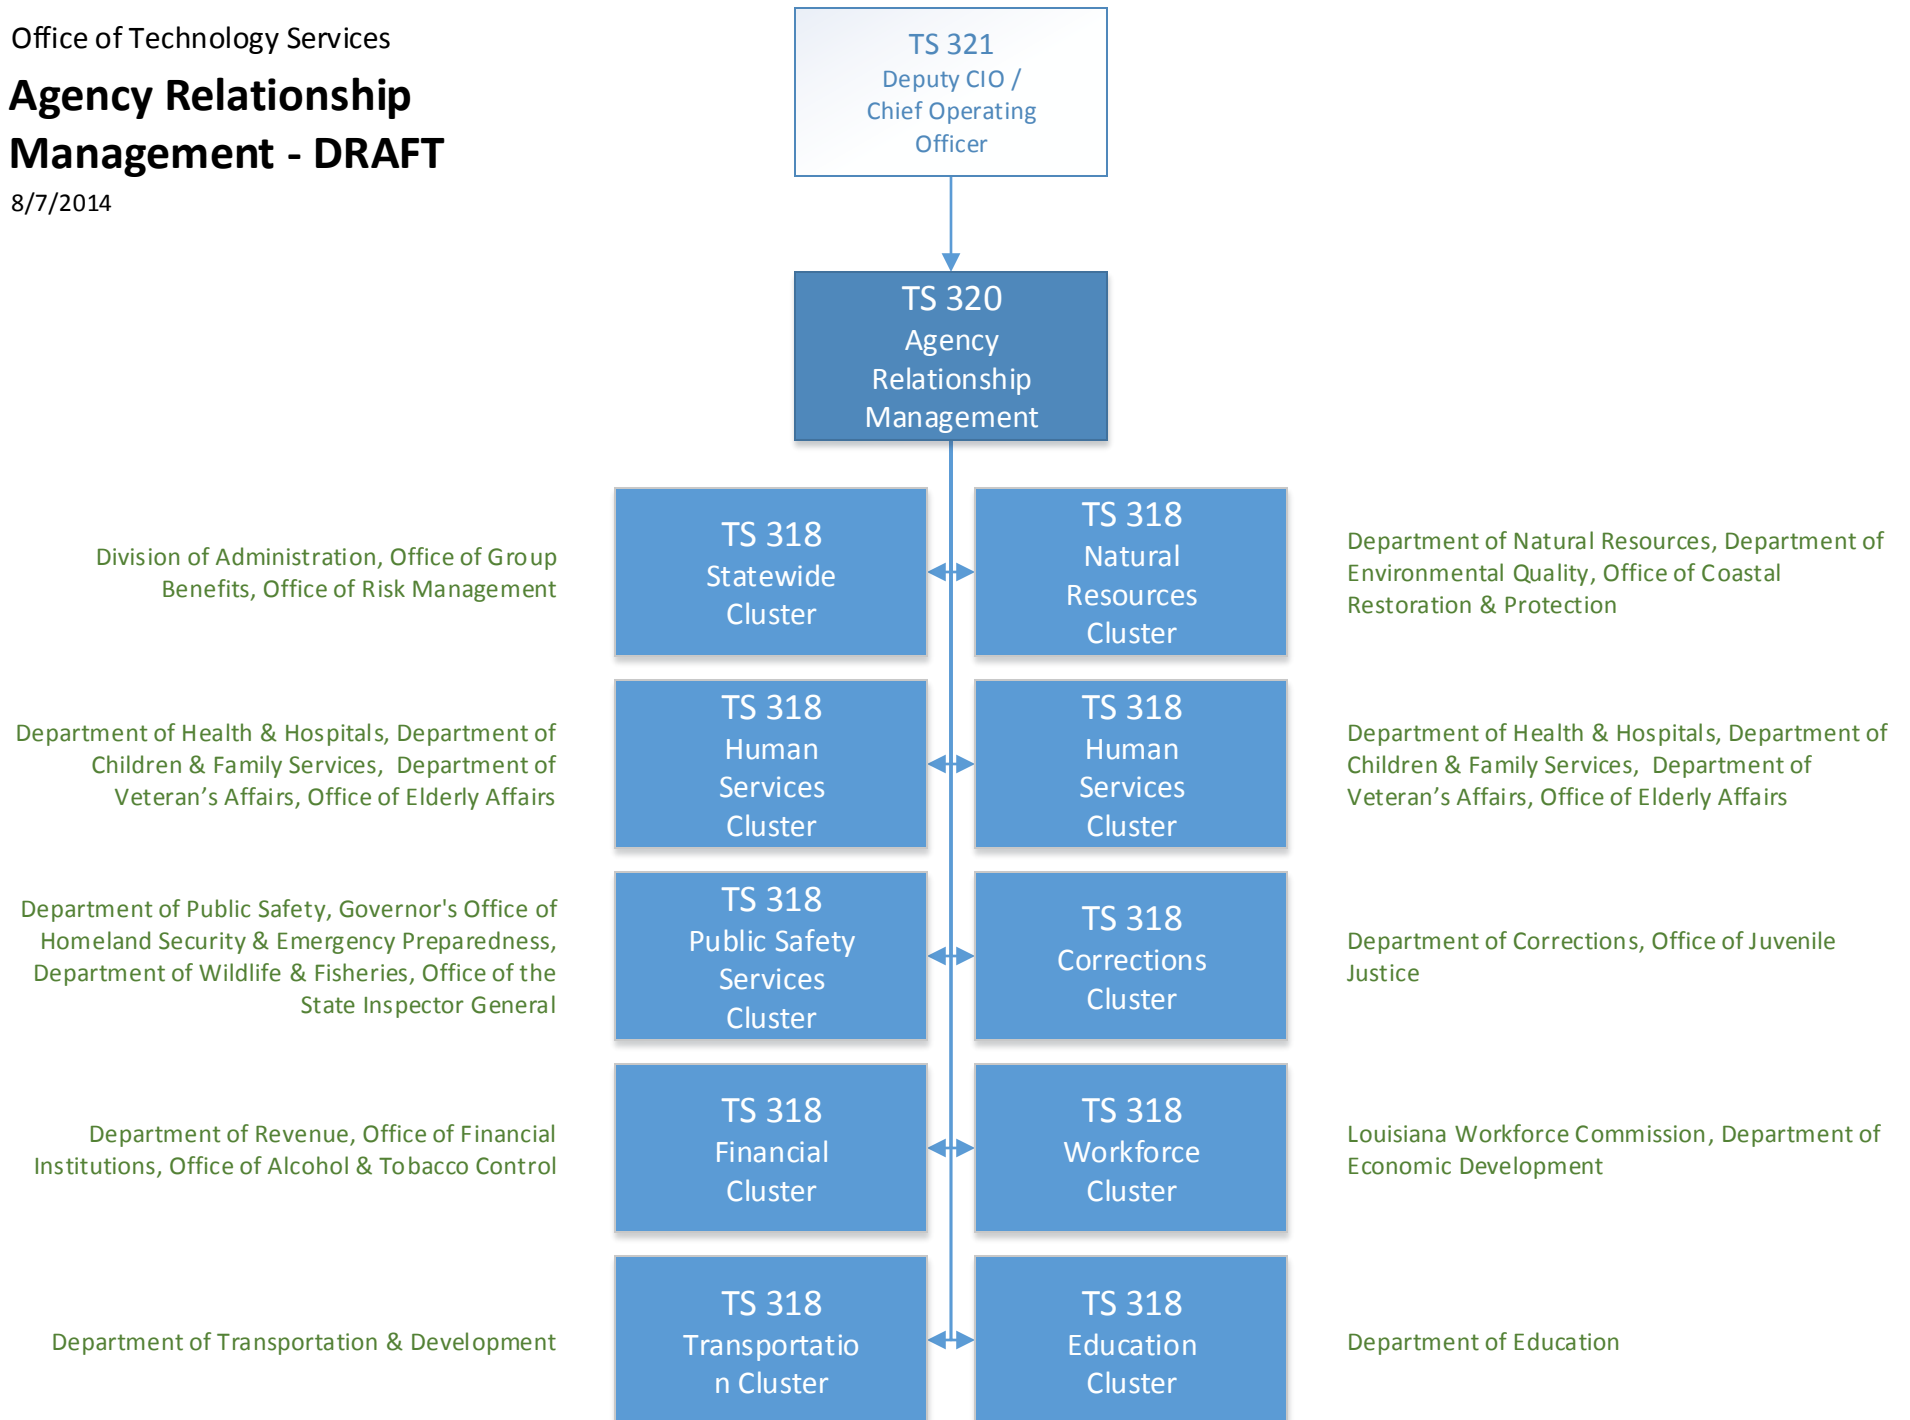 Office of Technology Services
Agency Relationship
Management - DRAFT
8/7/2014
TS 321
Deputy CIO /
Chief Operating
Officer
TS 320
Agency
Relationship
Management
Division of Administration, Office of Group
Benefits, Office of Risk Management
TS 318
Statewide
Cluster
TS 318
Natural
Resources
Cluster
Department of Natural Resources, Department of
Environmental Quality, Office of Coastal
Restoration & Protection
Department of Health & Hospitals, Department of
Children & Family Services,  Department of
Veteran’s Affairs, Office of Elderly Affairs
TS 318
Human
Services
Cluster
TS 318
Human
Services
Cluster
Department of Health & Hospitals, Department of
Children & Family Services,  Department of
Veteran’s Affairs, Office of Elderly Affairs
Department of Public Safety, Governor's Office of
Homeland Security & Emergency Preparedness,
Department of Wildlife & Fisheries, Office of the
State Inspector General
TS 318
Public Safety
Services
Cluster
TS 318
Corrections
Cluster
Department of Corrections, Office of Juvenile
Justice
Department of Revenue, Office of Financial
Institutions, Office of Alcohol & Tobacco Control
TS 318
Financial
Cluster
TS 318
Workforce
Cluster
Louisiana Workforce Commission, Department of
Economic Development
Department of Transportation & Development
TS 318
Transportatio
n Cluster
TS 318
Education
Cluster
Department of Education